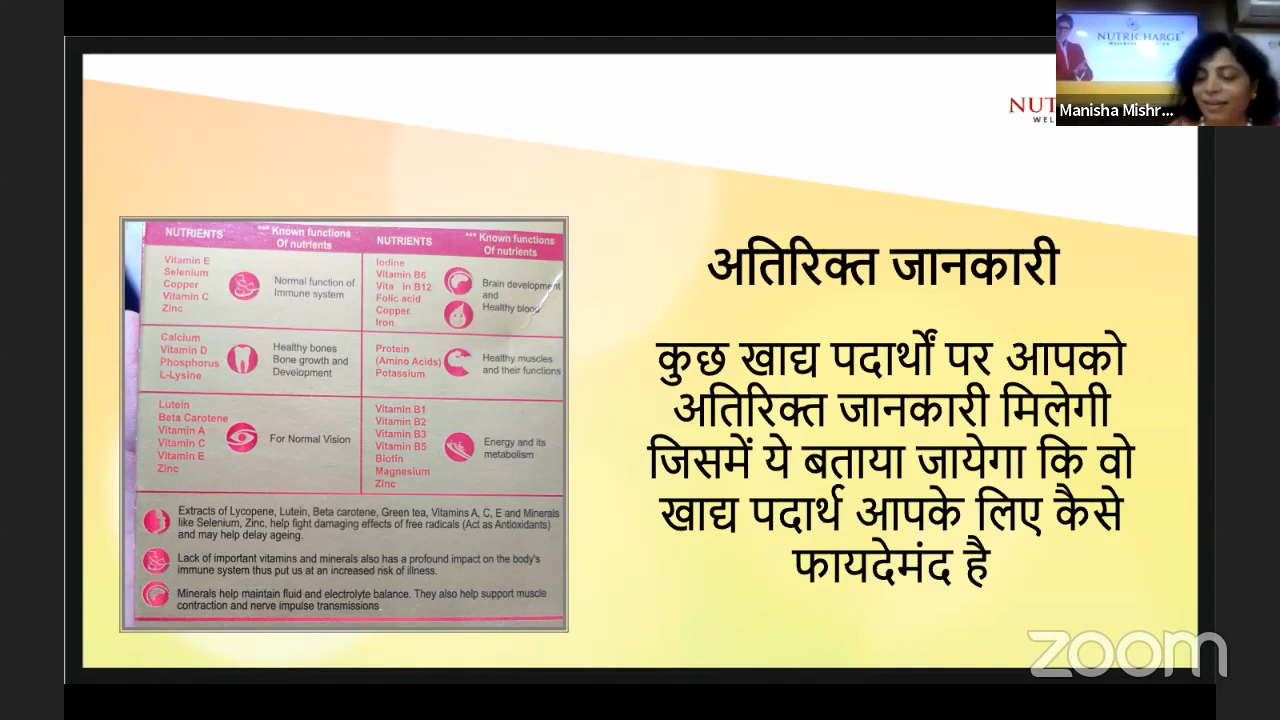 NUTRICHARGE
Manisha Mishr...
अतिरिक्त जानकारी
कुछ खाद्य पदार्थों पर आपको
अतिरिक्त जानकारी मिलेगी
जिसमें ये बताया जायेगा कि वो
खाद्य पदार्थ आपके लिए कैसे
फायदेमंद है
NUTRIENTS
*** Known functions
Of nutrients
Vitamin E
Selenium
Copper
Vitamin C
Zinc
Normal function of
Immune system
Calcium
Vitamin D
Phosphorus
L-Lysine
Healthy bones
Bone growth and
Development
Lutein
Beta Carotene
Vitamin A
Vitamin C
Vitamin E
Zinc
For Normal Vision
NUTRIENTS
*** Known functions
Of nutrients
Iodine
Vitamin B6
Vita in B12
Folic acid
Copper
Iron
Brain development
and
Healthy blood
Protein
(Amino Acids)
Potassium
Healthy muscles
and their functions
Vitamin B1
Vitamin B2
Vitamin B3
Vitamin B5
Biotin
Magnesium
Zinc
Energy and its
metabolism
Extracts of Lycopene, Lutein, Beta carotene, Green tea, Vitamins A, C, E and Minerals
like Selenium, Zinc, help fight damaging effects of free radicals (Act as Antioxidants)
and may help delay ageing.
Lack of important vitamins and minerals also has a profound impact on the body's
immune system thus put us at an increased risk of illness.
Minerals help maintain fluid and electrolyte balance. They also help support muscle
contraction and nerve impulse transmissions
zoom